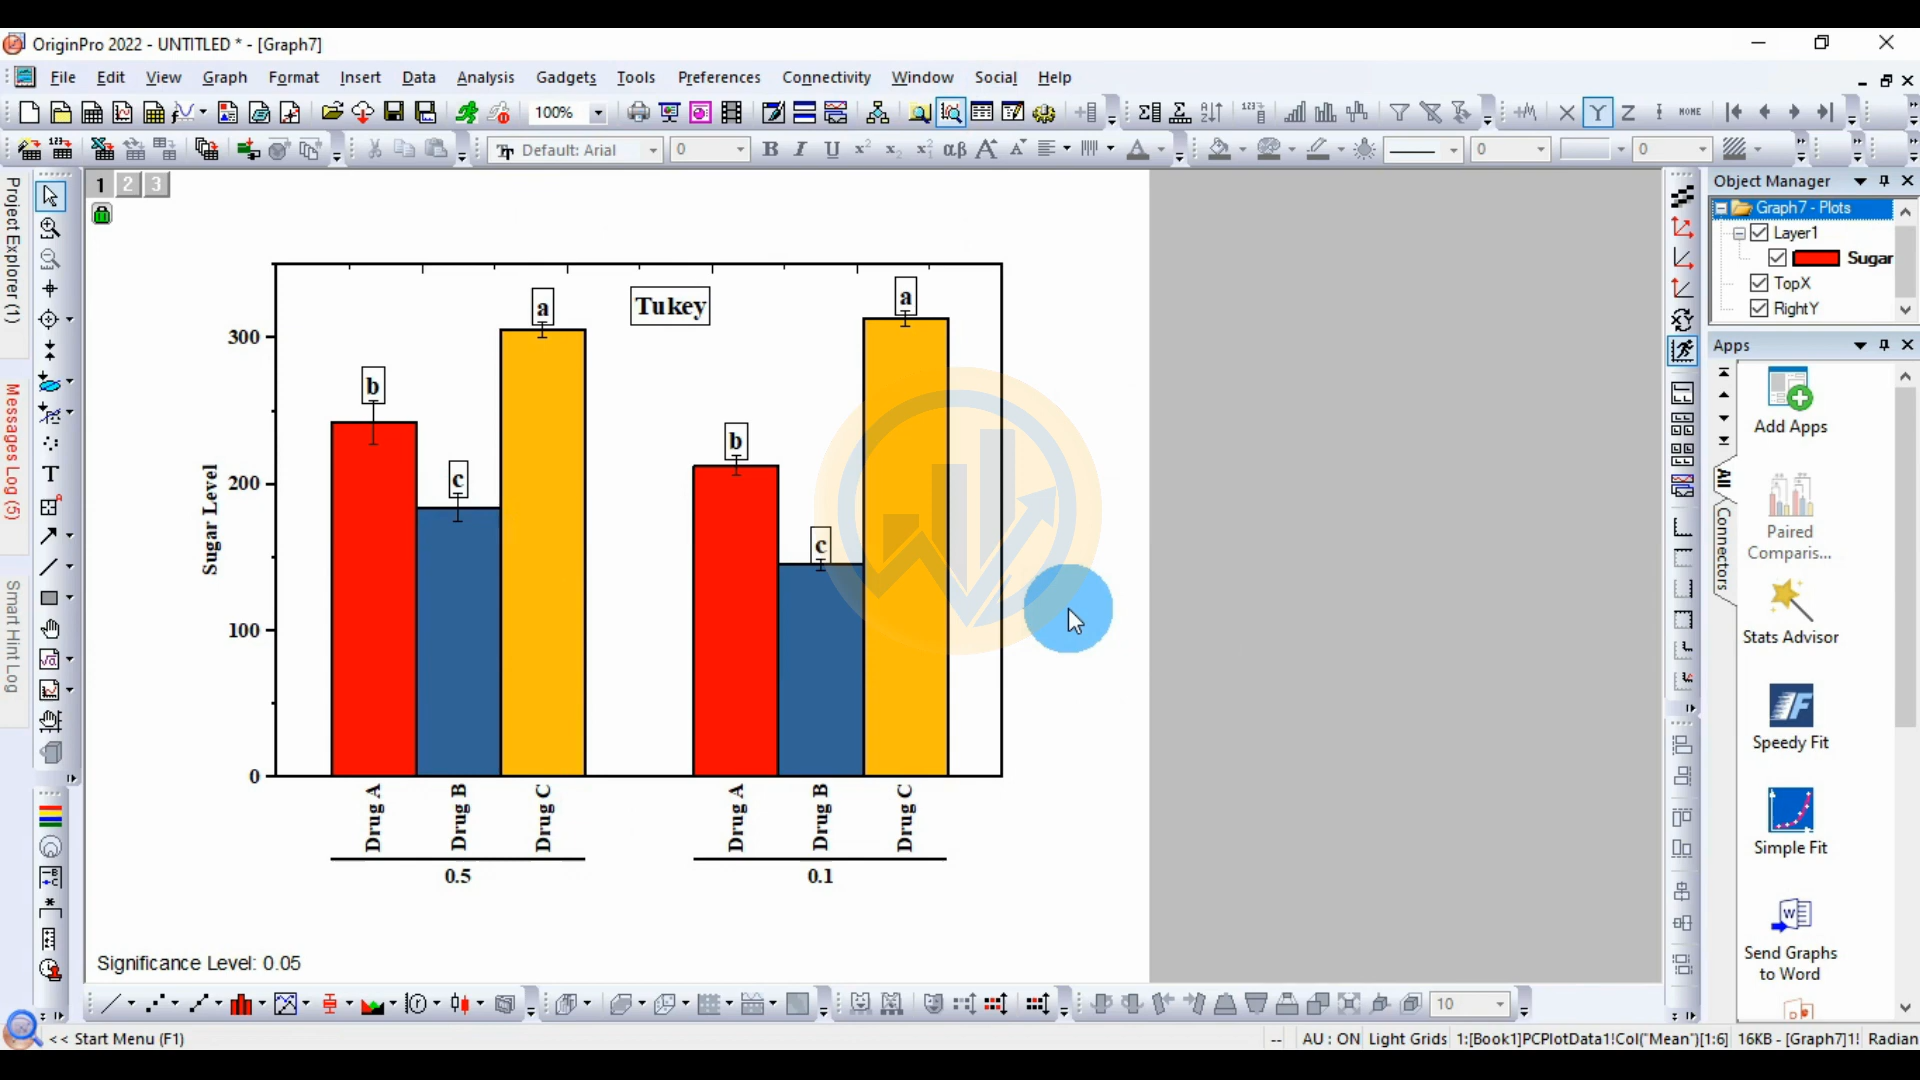 OriginPro 2022 - UNTITLED * - [Graph7]
File Edit View Graph Format Insert Data Analysis Gadgets Tools Preferences Connectivity Window Social Help
100%
Default: Arial 0 B I U αβ A A A 0 0
Project Explorer (1)
Messages Log (5)
Smart Hint Log
1 2 3
Tukey
a
a
b
b
c
c
Sugar Level
300
200
100
0
Drug A Drug B Drug C Drug A Drug B Drug C
0.5 0.1
Significance Level: 0.05
Object Manager
Graph7 - Plots
Layer1
Sugar
TopX
RightY
Apps
All
Connectors
Add Apps
Paired
Comparis...
Stats Advisor
Speedy Fit
Simple Fit
Send Graphs
to Word
10
<< Start Menu (F1)
-- AU : ON Light Grids 1:[Book1]PCPlotData1!Col("Mean")[1:6] 16KB - [Graph7]1! Radian